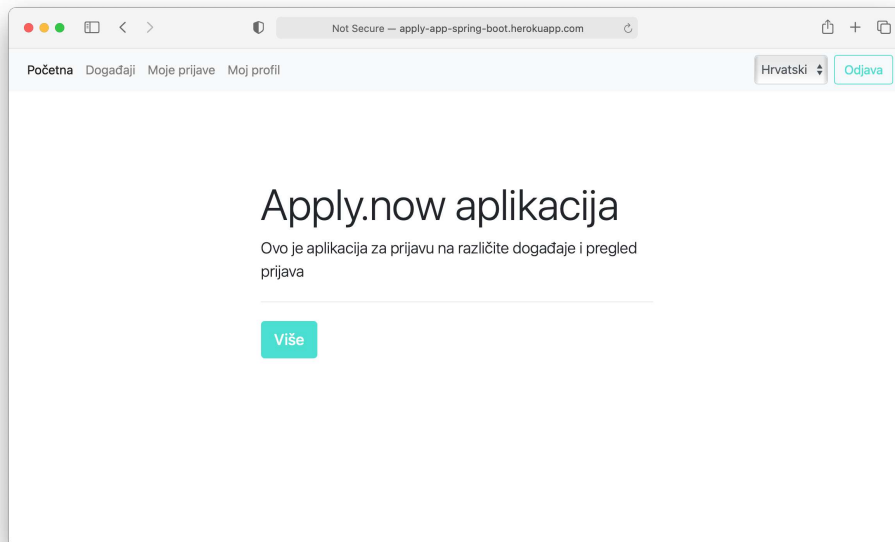 Not Secure — apply-app-spring-boot.herokuapp.com
Početna Događaji Moje prijave Moj profil Hrvatski Odjava
Apply.now aplikacija
Ovo je aplikacija za prijavu na različite događaje i pregled
prijava
Više